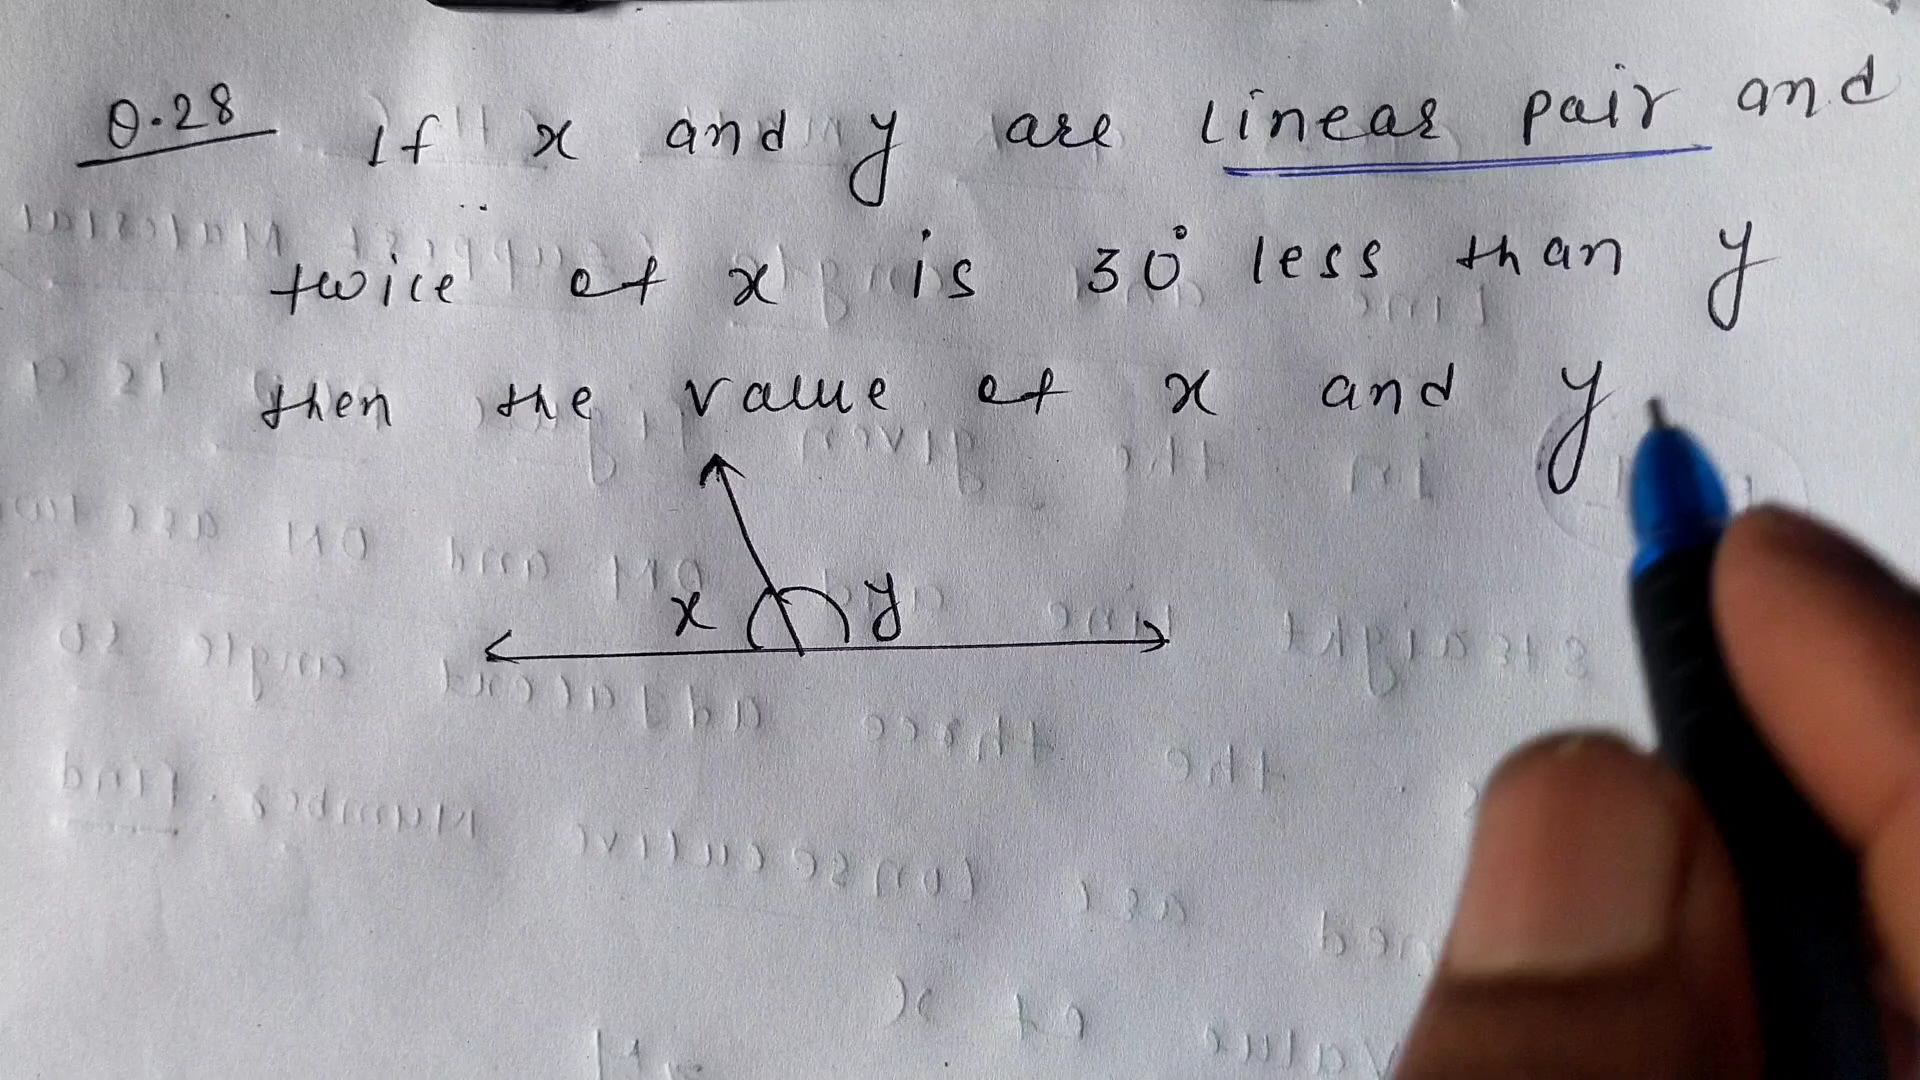 Q.28 If x and y are linear pair and
twice of x is 30° less than y
then the value of x and y
x y